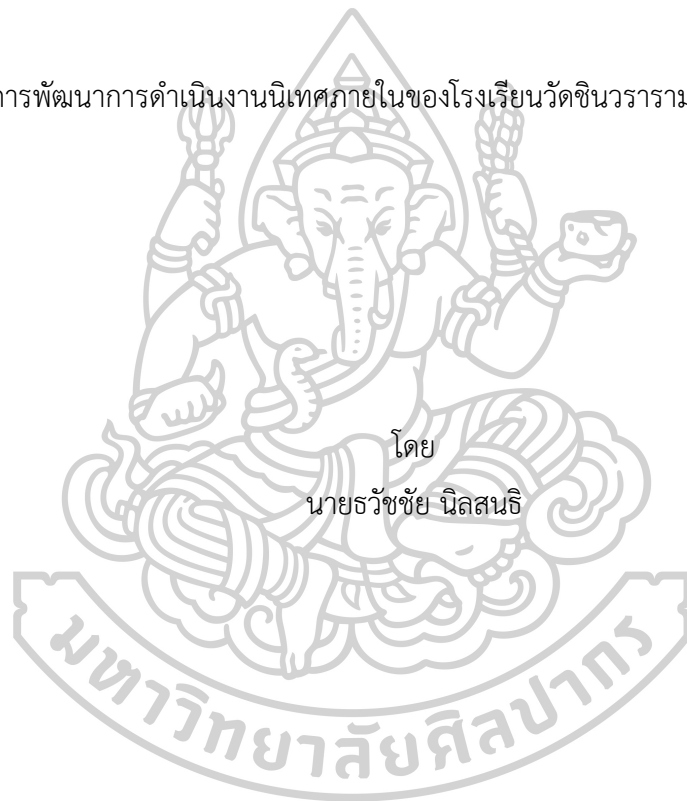 การพัฒนาการดำเนินงานนิเทศภายในของโรงเรียนวัดชินวราราม
โดย
นายธวัชชัย นิลสนธิ
มหาวิทยาลัยศิลปากร